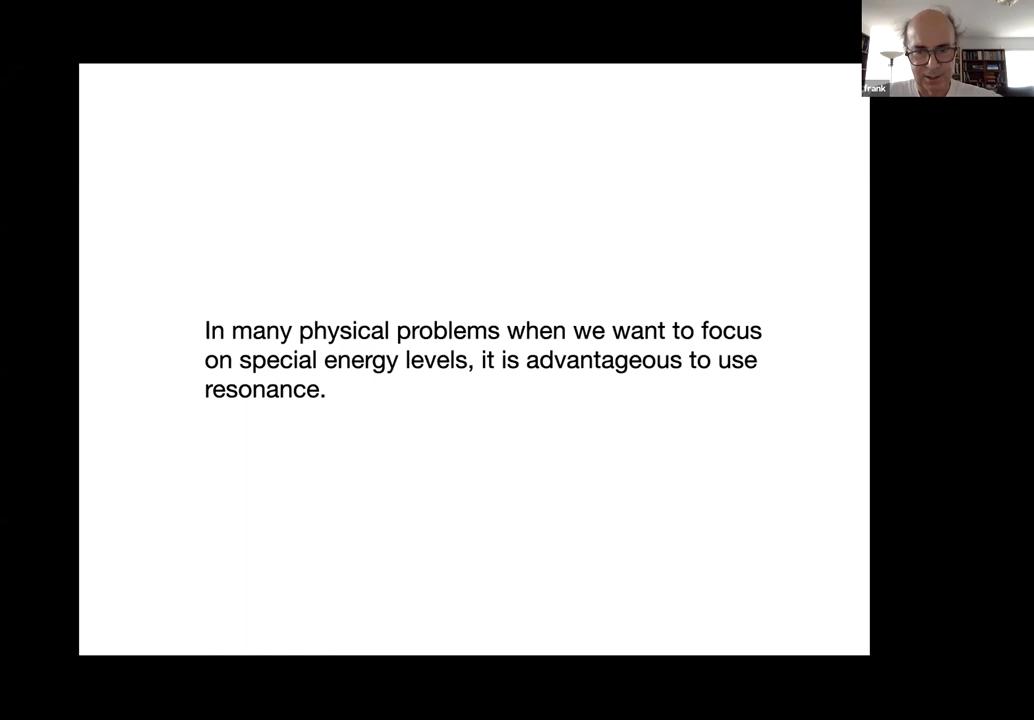 frank
In many physical problems when we want to focus
on special energy levels, it is advantageous to use
resonance.